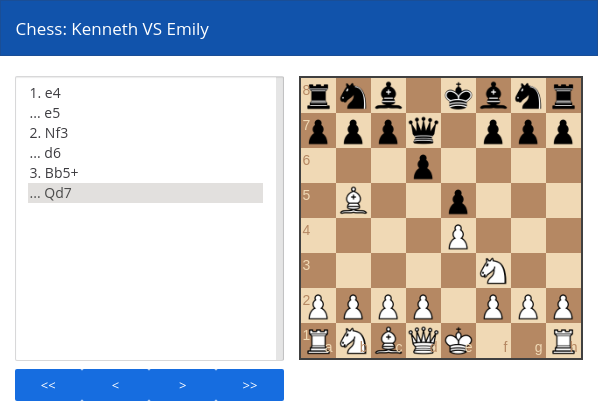 Chess: Kenneth VS Emily
1. e4
... e5
2. Nf3
... d6
3. Bb5+
... Qd7
8
7
6
5
4
3
2
1
a b c d e f g h
<< < > >>